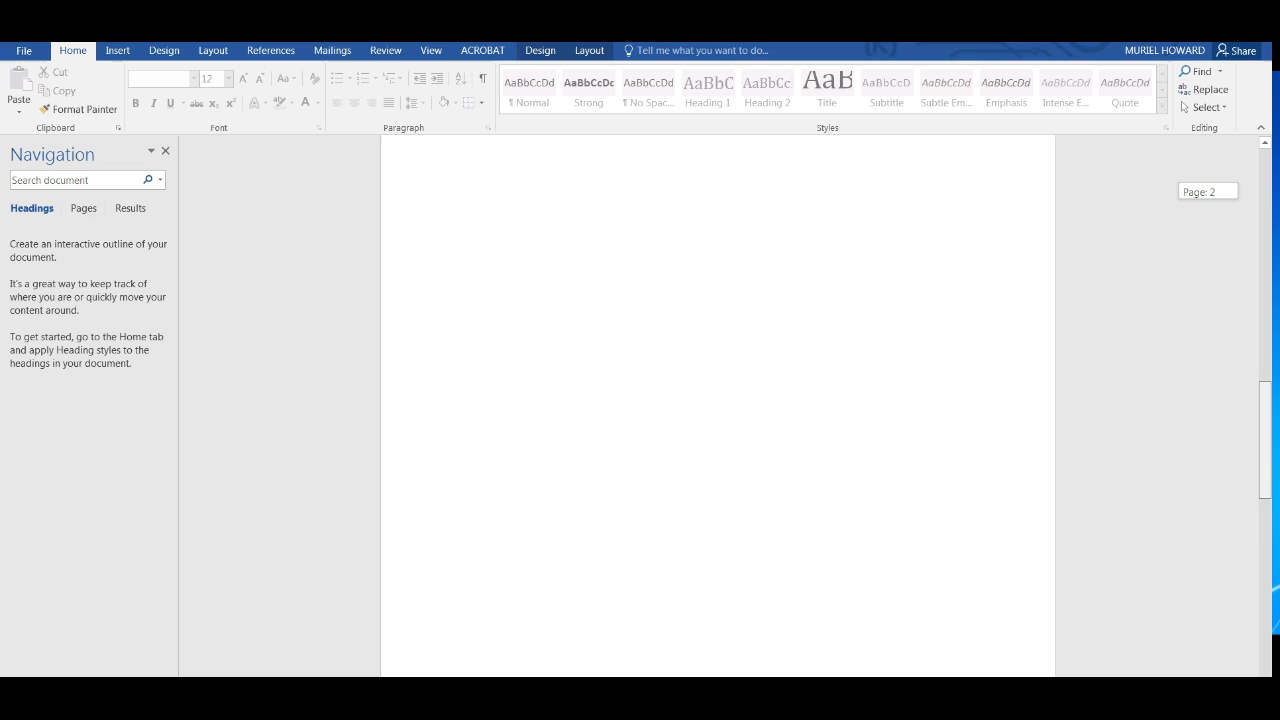 File Home Insert Design Layout References Mailings Review View ACROBAT Design Layout Tell me what you want to do... MURIEL HOWARD Share
Paste
Cut
Copy
Format Painter
Clipboard
12
Aa
B I U abc x₂ x² A A
Font
Paragraph
AaBbCcDd AaBbCcDc AaBbCcDd AaBbC AaBbCc. AaB AaBbCcD AaBbCcDd AaBbCcDd AaBbCcDd AaBbCcDd
¶ Normal Strong ¶ No Spac... Heading 1 Heading 2 Title Subtitle Subtle Em... Emphasis Intense E... Quote
Styles
Find
Replace
Select
Editing
Navigation
Search document
Headings Pages Results
Create an interactive outline of your
document.
It's a great way to keep track of
where you are or quickly move your
content around.
To get started, go to the Home tab
and apply Heading styles to the
headings in your document.
Page: 2